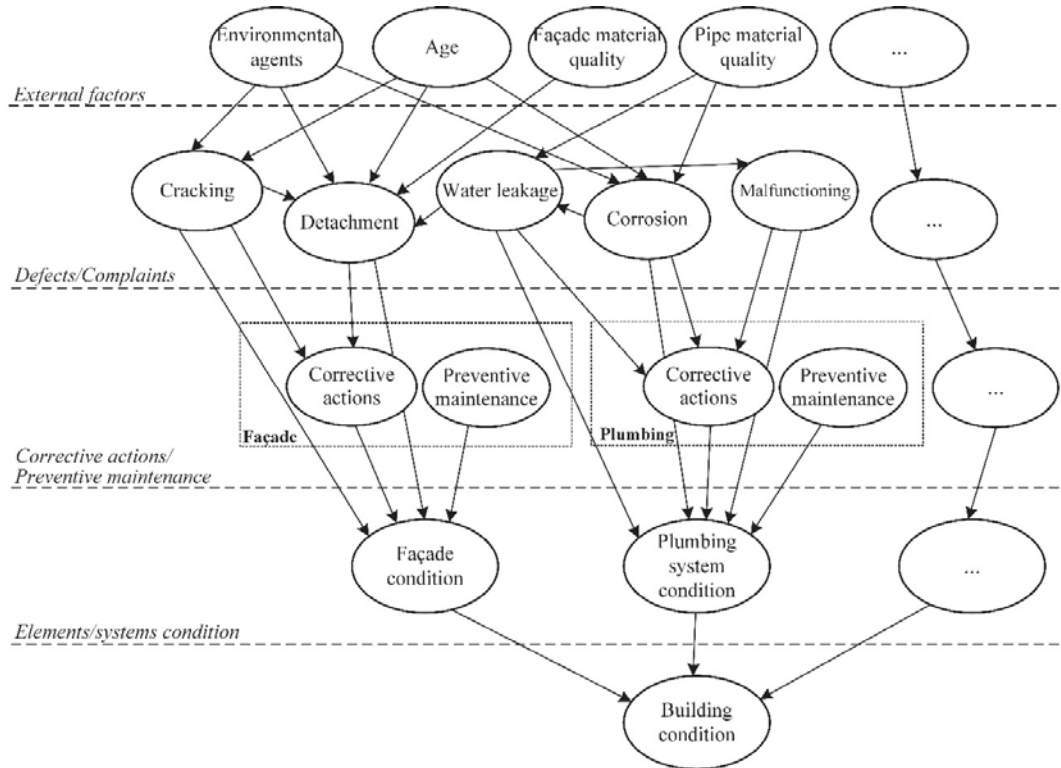 Environmental
agents
Age
Façade material
quality
Pipe material
quality
...
External factors
Cracking
Detachment
Water leakage
Corrosion
Malfunctioning
...
Defects/Complaints
Corrective
actions
Preventive
maintenance
Façade
Corrective
actions
Preventive
maintenance
Plumbing
...
Corrective actions/
Preventive maintenance
Façade
condition
Plumbing
system
condition
...
Elements/systems condition
Building
condition